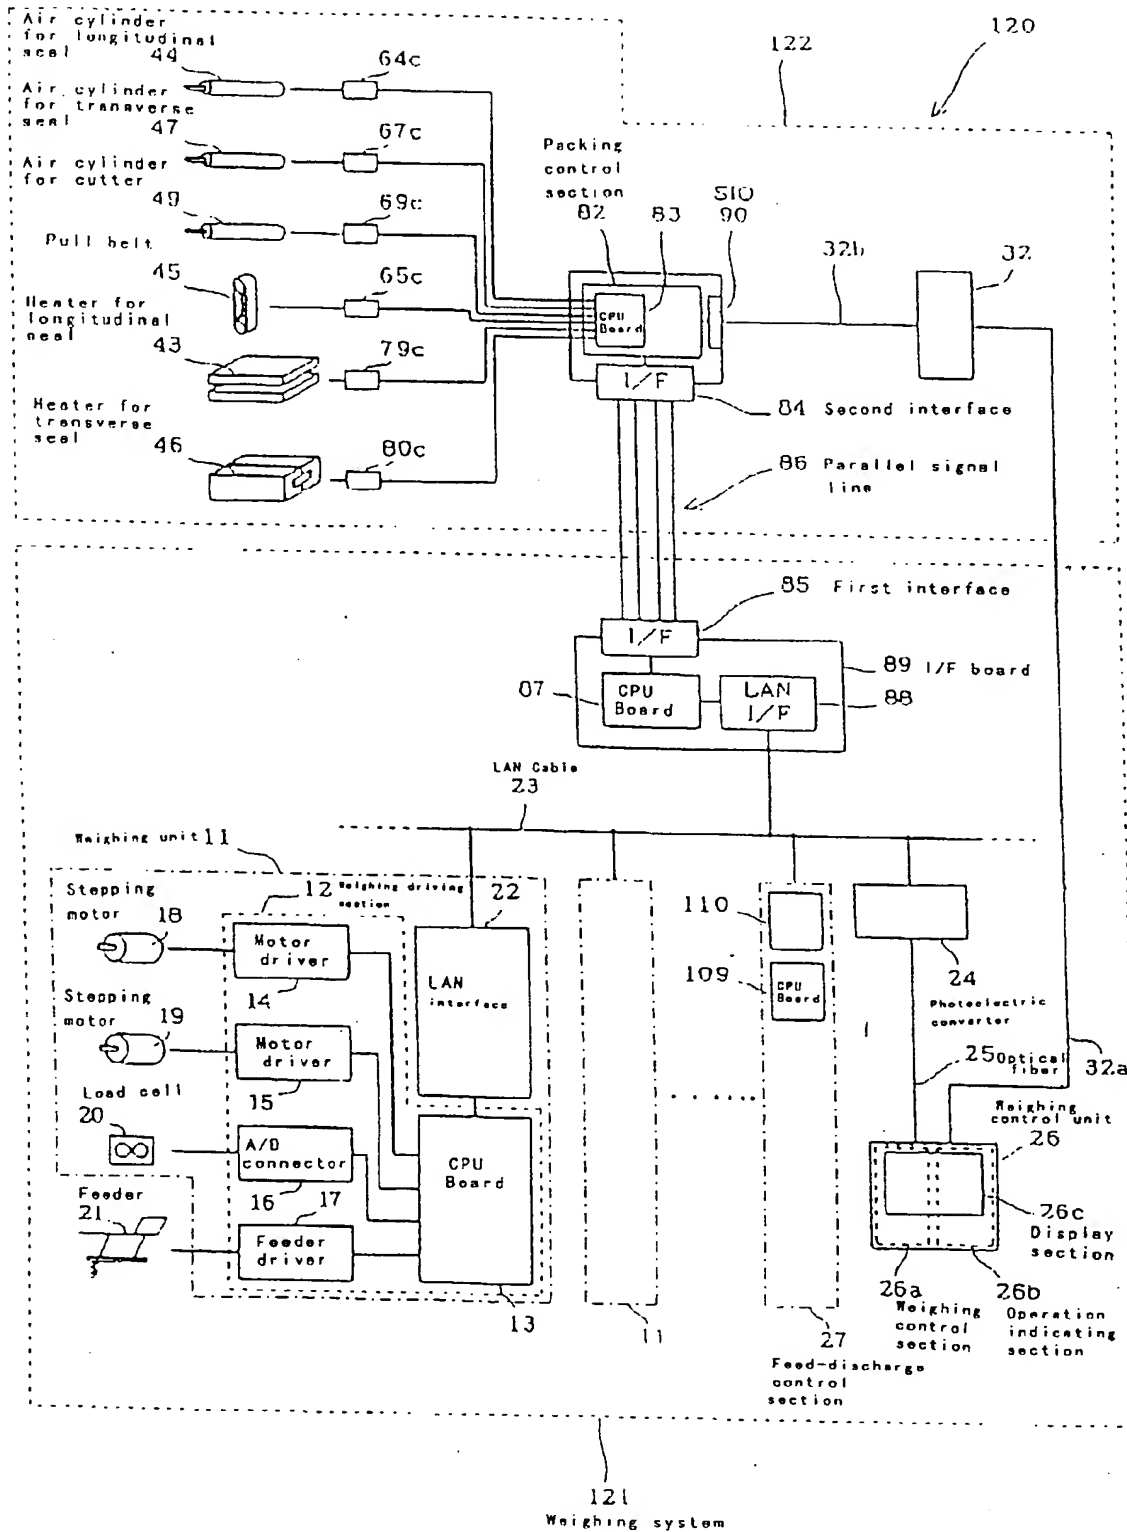 Air cylinder
for longitudinal
seal
44
64c
122
120
Air cylinder
for transverse
seal
47
67c
Air cylinder
for cutter
49
69c
Packing
control
section
82
83
SIO
90
32b
32
Pull belt
45
65c
CPU
Board
Heater for
longitudinal
seal
43
79c
I/F
84 Second interface
Heater for
transverse
seal
46
80c
86 Parallel signal
line
85 First interface
I/F
89 I/F board
87
CPU
Board
LAN
I/F
88
LAN Cable
23
Weighing unit 11
Stepping
motor
18
12 Weighing driving
section
22
Motor
driver
14
LAN
interface
110
109
CPU
Board
24
Photoelectric
converter
Stepping
motor
19
Motor
driver
15
25 Optical
fiber
32a
Load cell
20
A/D
connector
16
CPU
Board
Weighing
control unit
26
Feeder
21
17
Feeder
driver
13
11
27
Feed-discharge
control
section
26c
Display
section
26a
Weighing
control
section
26b
Operation
indicating
section
121
Weighing system